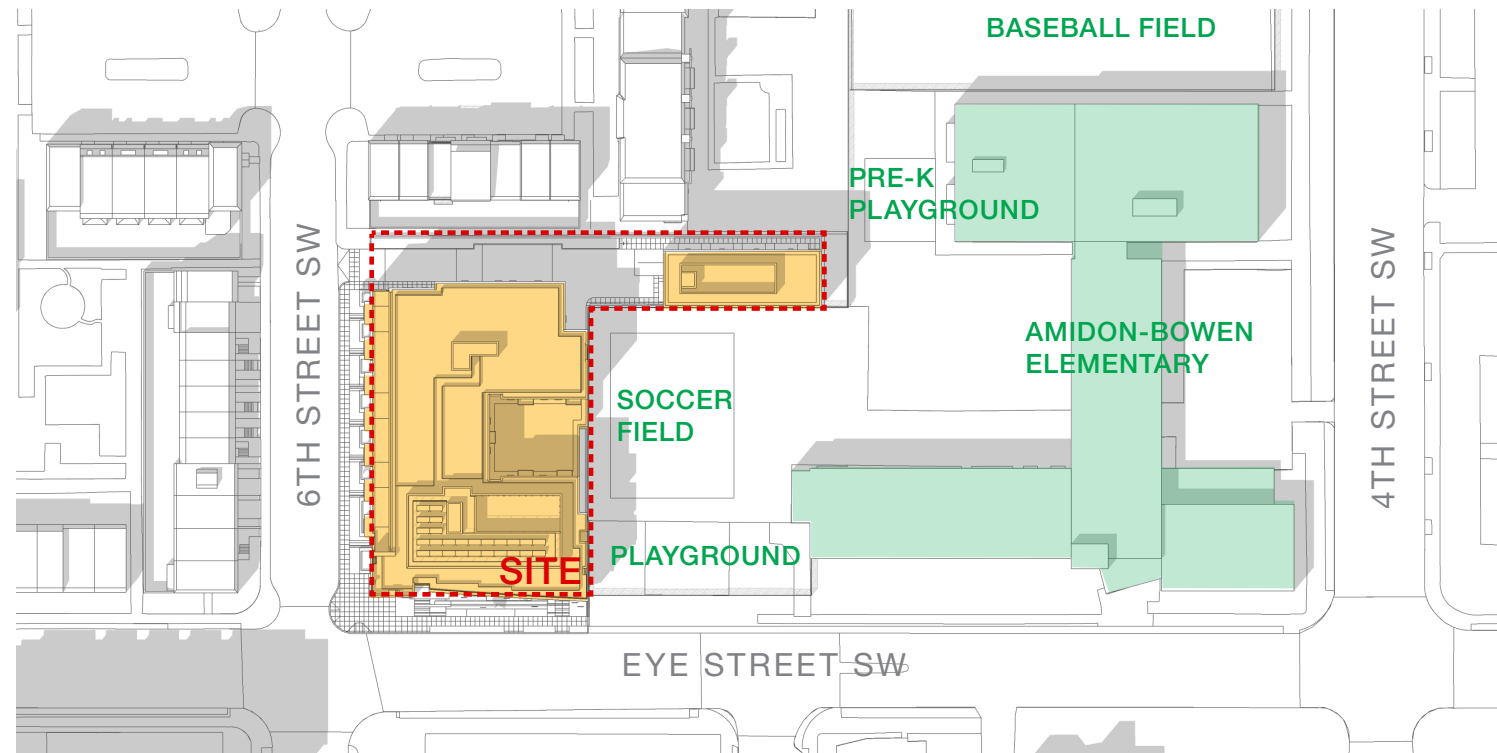 BASEBALL FIELD
PRE-K
PLAYGROUND
6TH STREET SW
4TH STREET SW
AMIDON-BOWEN
ELEMENTARY
SOCCER
FIELD
PLAYGROUND
SITE
EYE STREET SW